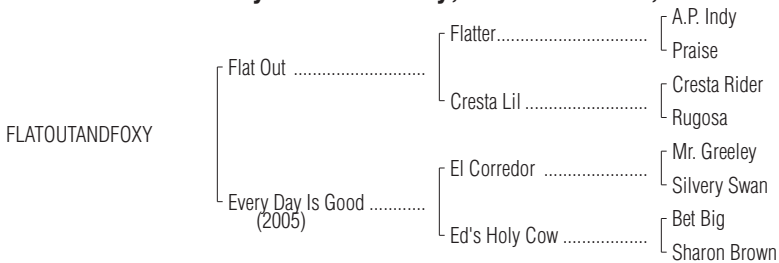 A.P. Indy
Flatter
Praise
Flat Out
Cresta Rider
Cresta Lil
Rugosa
FLATOUTANDFOXY
Mr. Greeley
El Corredor
Silvery Swan
Every Day Is Good
(2005)
Bet Big
Ed's Holy Cow
Sharon Brown